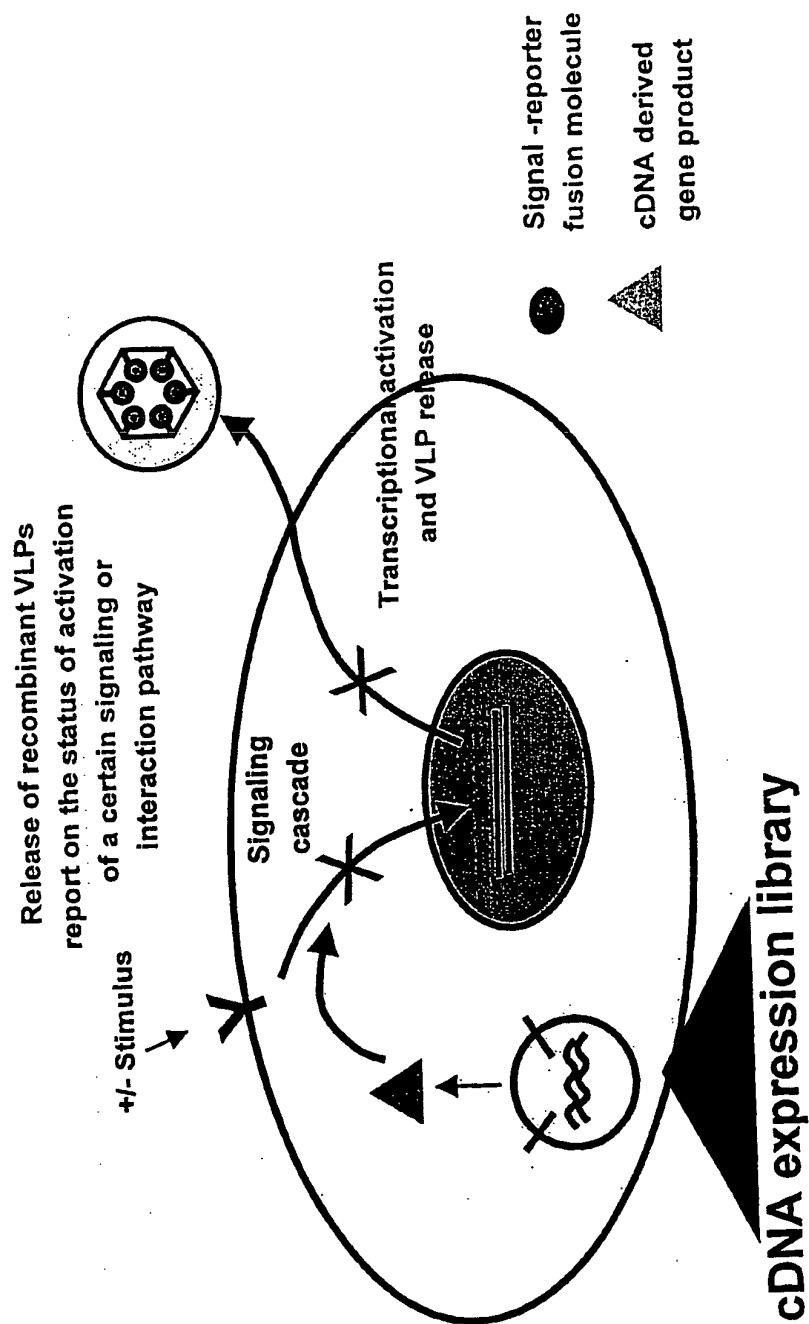 Release of recombinant VLPs
report on the status of activation
of a certain signaling or
interaction pathway
+/- Stimulus
Signaling
cascade
Transcriptional activation
and VLP release
Signal -reporter
fusion molecule
cDNA derived
gene product
cDNA expression library